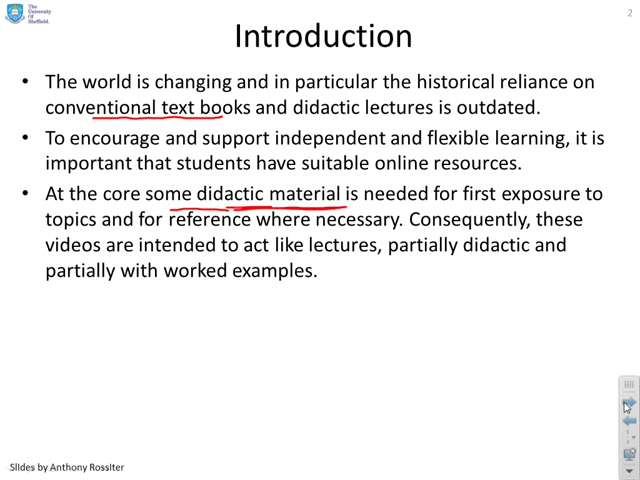 The
University
Of
Sheffield.
2
Introduction
• The world is changing and in particular the historical reliance on
conventional text books and didactic lectures is outdated.
• To encourage and support independent and flexible learning, it is
important that students have suitable online resources.
• At the core some didactic material is needed for first exposure to
topics and for reference where necessary. Consequently, these
videos are intended to act like lectures, partially didactic and
partially with worked examples.
Slides by Anthony Rossiter